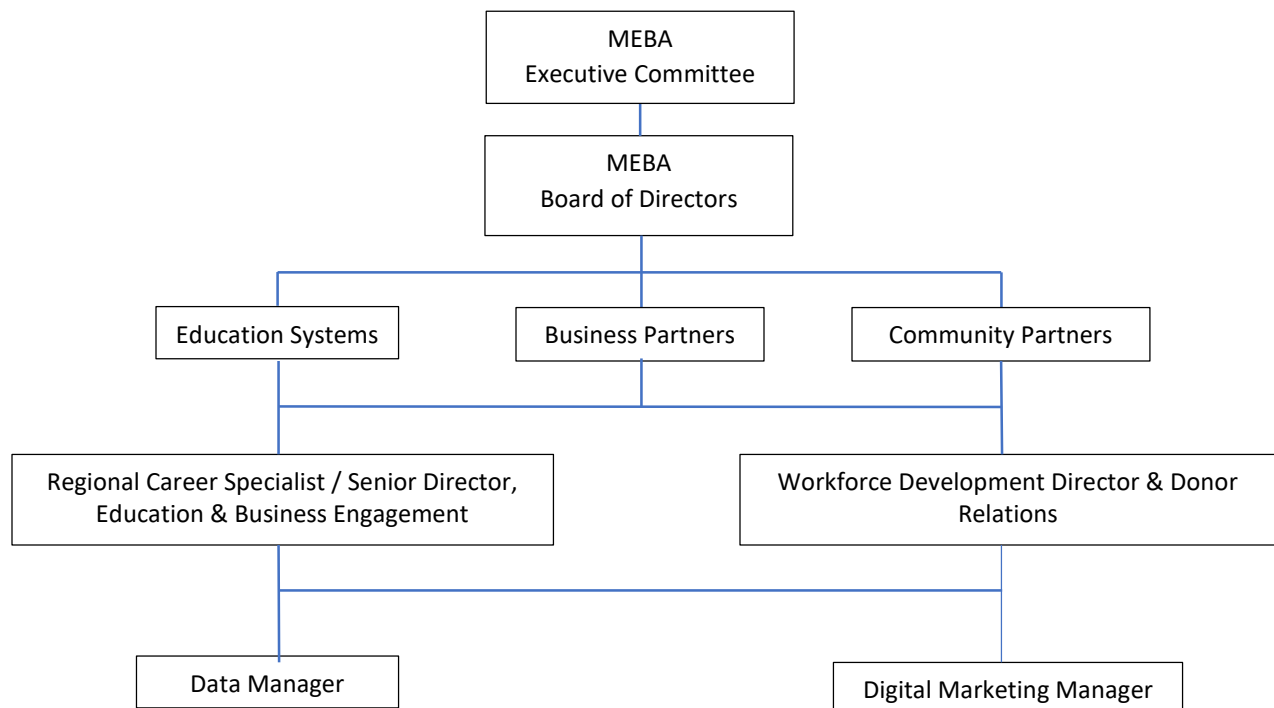 MEBA
Executive Committee
MEBA
Board of Directors
Education Systems
Business Partners
Community Partners
Regional Career Specialist / Senior Director,
Education & Business Engagement
Workforce Development Director & Donor
Relations
Data Manager
Digital Marketing Manager